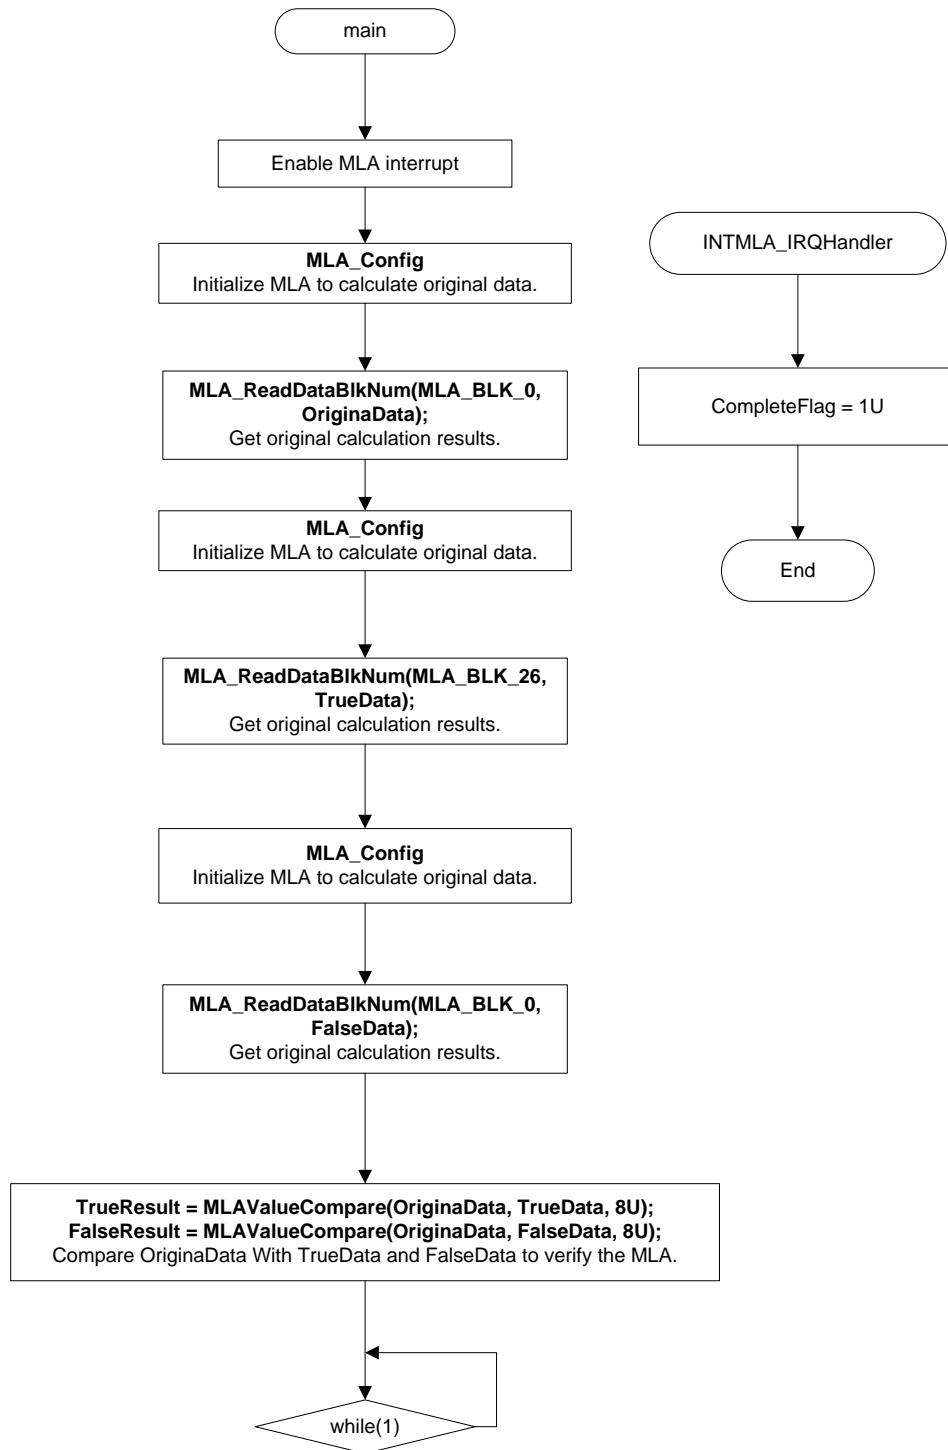 main
Enable MLA interrupt
MLA_Config
Initialize MLA to calculate original data.
MLA_ReadDataBlkNum(MLA_BLK_0,
OriginaData);
Get original calculation results.
MLA_Config
Initialize MLA to calculate original data.
MLA_ReadDataBlkNum(MLA_BLK_26,
TrueData);
Get original calculation results.
MLA_Config
Initialize MLA to calculate original data.
MLA_ReadDataBlkNum(MLA_BLK_0,
FalseData);
Get original calculation results.
TrueResult = MLAValueCompare(OriginaData, TrueData, 8U);
FalseResult = MLAValueCompare(OriginaData, FalseData, 8U);
Compare OriginaData With TrueData and FalseData to verify the MLA.
while(1)
INTMLA_IRQHandler
CompleteFlag = 1U
End